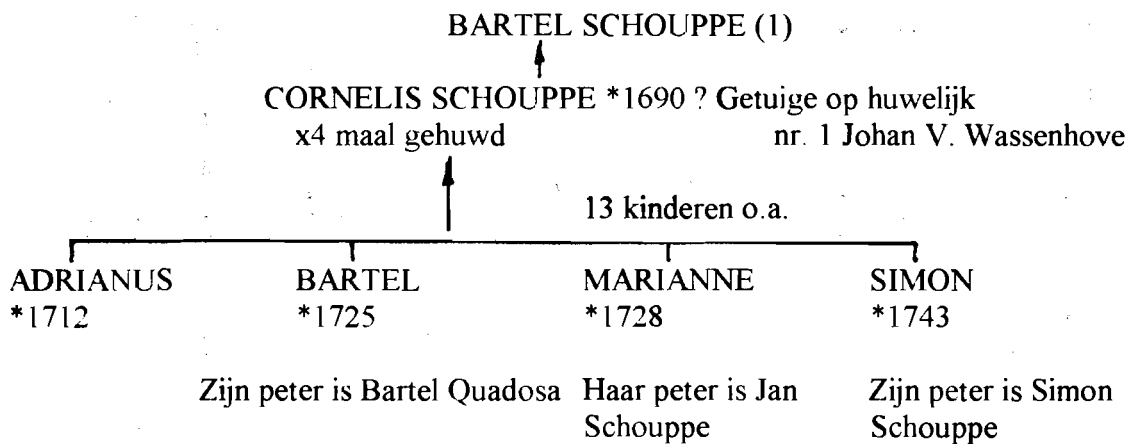 BARTEL SCHOUPPE (1)
CORNELIS SCHOUPPE *1690 ? Getuige op huwelijk
x4 maal gehuwd nr. 1 Johan V. Wassenhove
13 kinderen o.a.
ADRIANUS BARTEL MARIANNE SIMON
*1712 *1725 *1728 *1743
Zijn peter is Bartel Quadosa Haar peter is Jan Zijn peter is Simon
Schouppe Schouppe